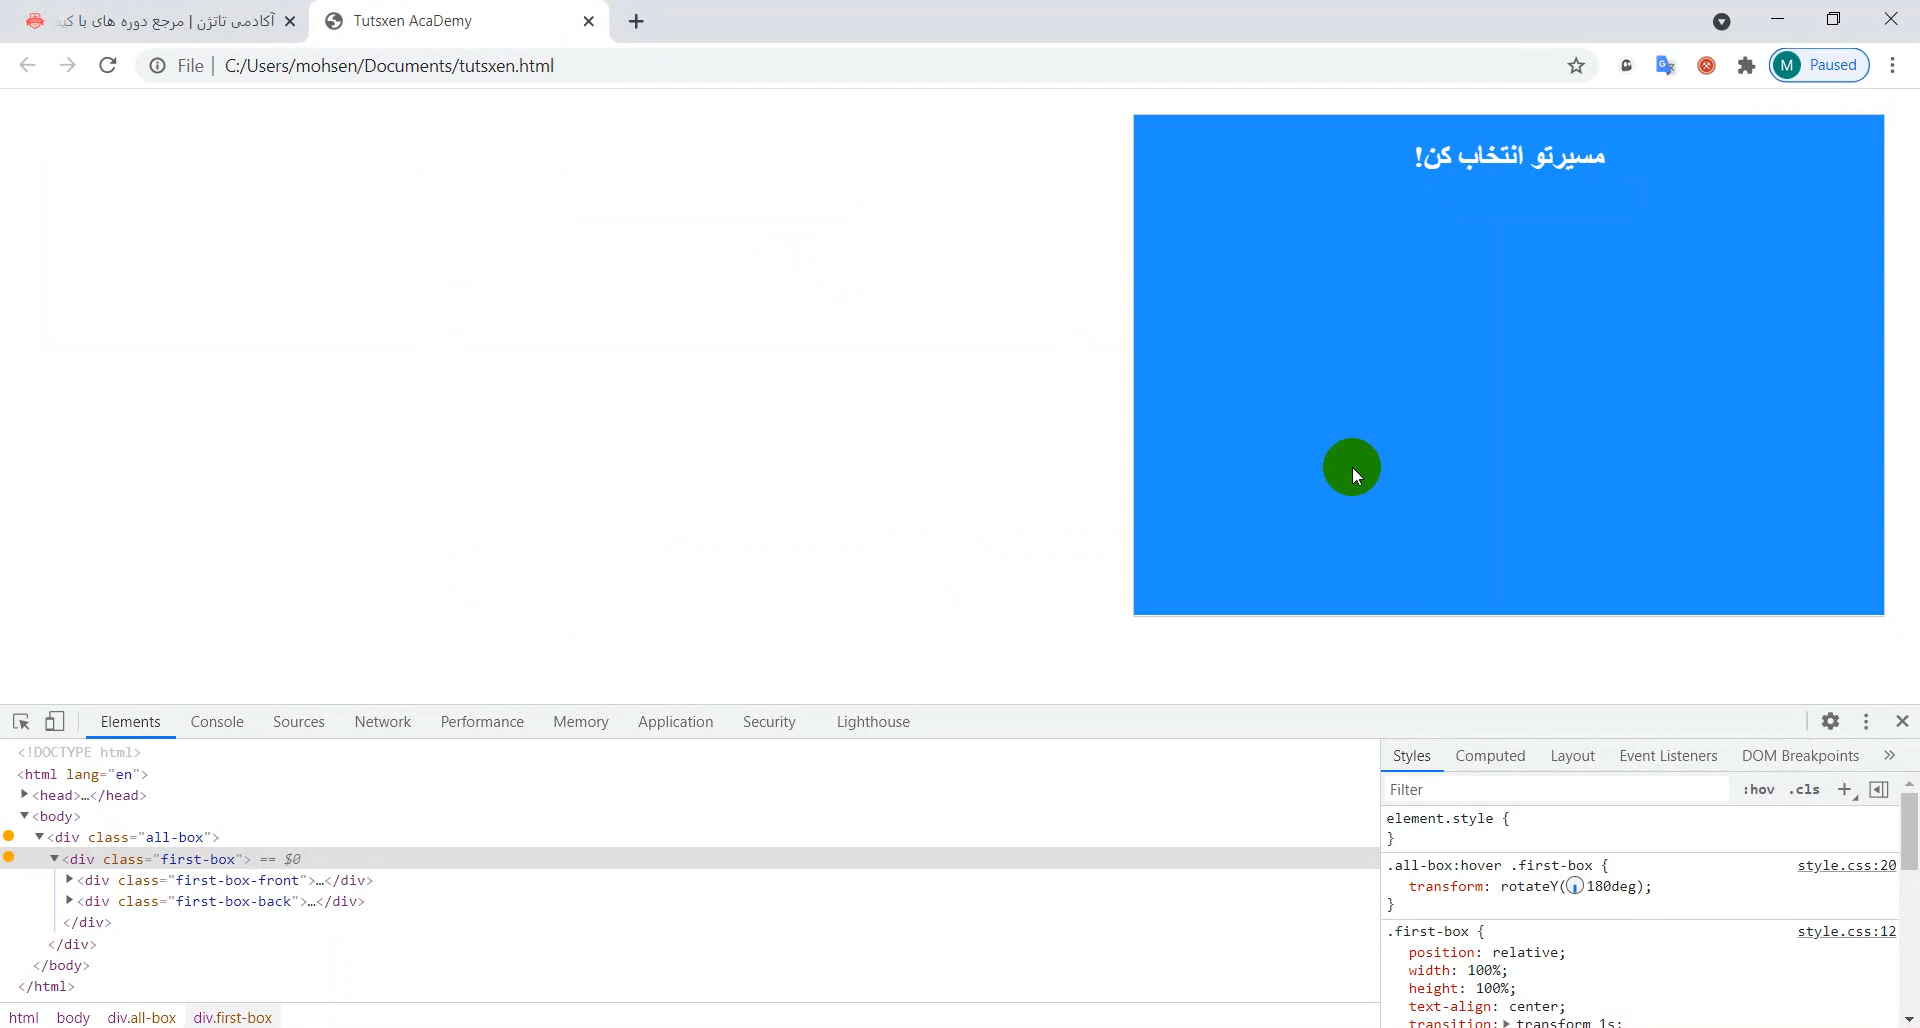 آکادمی تاتژن | مرجع دوره های با کیف
Tutsxen AcaDemy
File
C:/Users/mohsen/Documents/tutsxen.html
M
Paused
مسیرتو انتخاب کن!
Elements Console Sources Network Performance Memory Application Security Lighthouse
<!DOCTYPE html>
<html lang="en">
<head>…</head>
<body>
<div class="all-box">
<div class="first-box"> == $0
<div class="first-box-front">…</div>
<div class="first-box-back">…</div>
</div>
</div>
</body>
</html>
html body div.all-box div.first-box
Styles Computed Layout Event Listeners DOM Breakpoints »
Filter :hov .cls +
element.style {
}
.all-box:hover .first-box { style.css:20
transform: rotateY(180deg);
}
.first-box { style.css:12
position: relative;
width: 100%;
height: 100%;
text-align: center;
transition: transform 1s;